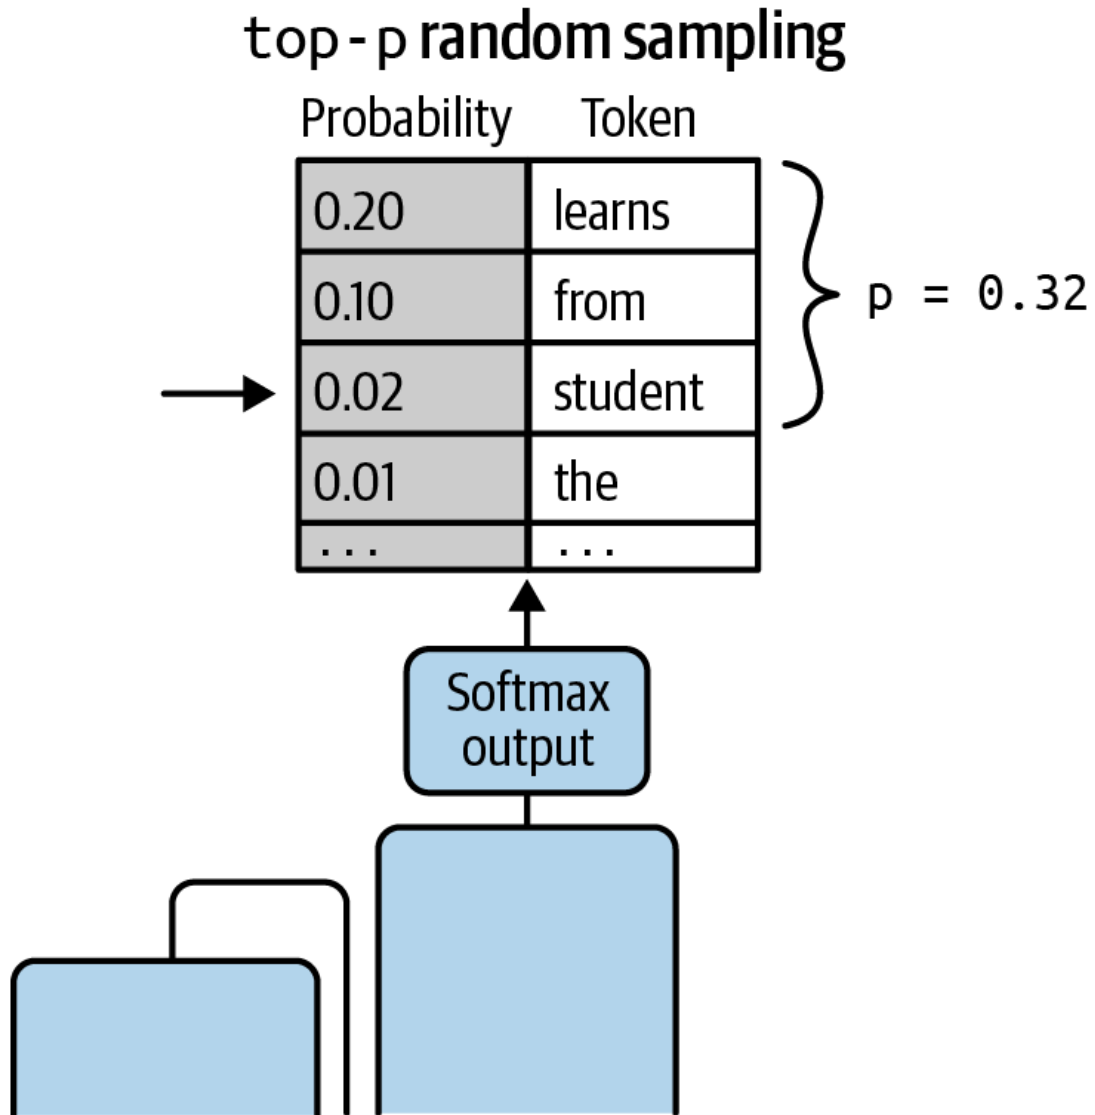 top-p random sampling
Probability Token
0.20 learns
0.10 from
p = 0.32
0.02 student
0.01 the
... ...
Softmax
output